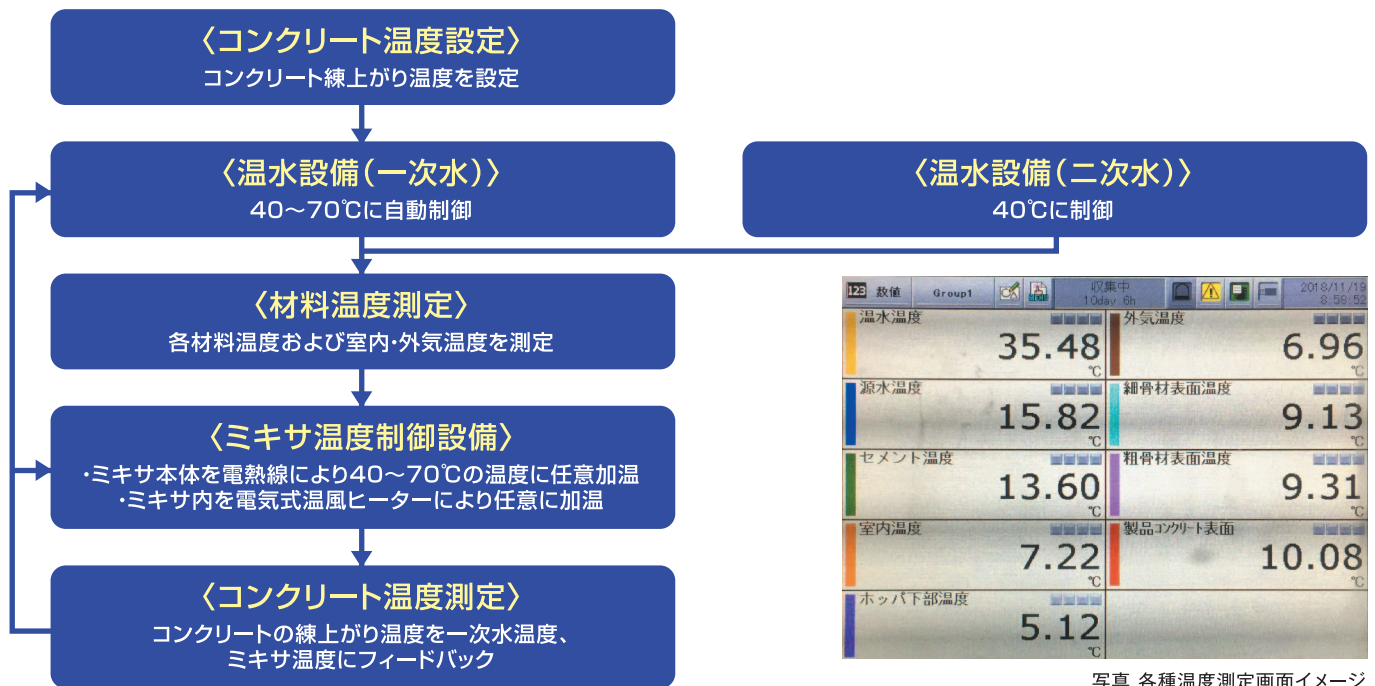 〈コンクリート温度設定〉
コンクリート練上がり温度を設定
〈温水設備(一次水)〉
40～70℃に自動制御
〈温水設備(二次水)〉
40℃に制御
〈材料温度測定〉
各材料温度および室内・外気温度を測定
〈ミキサ温度制御設備〉
・ミキサ本体を電熱線により40～70℃の温度に任意加温
・ミキサ内を電気式温風ヒーターにより任意に加温
〈コンクリート温度測定〉
コンクリートの練上がり温度を一次水温度、
ミキサ温度にフィードバック
123 数値 Group1 MENU 収集中 2018/11/19
10day 6h 8:58:52
温水温度
35.48
℃
外気温度
6.96
℃
源水温度
15.82
℃
細骨材表面温度
9.13
℃
セメント温度
13.60
℃
粗骨材表面温度
9.31
℃
室内温度
7.22
℃
製品コンクリート表面
10.08
℃
ホッパ下部温度
5.12
℃
写真 各種温度測定画面イメージ